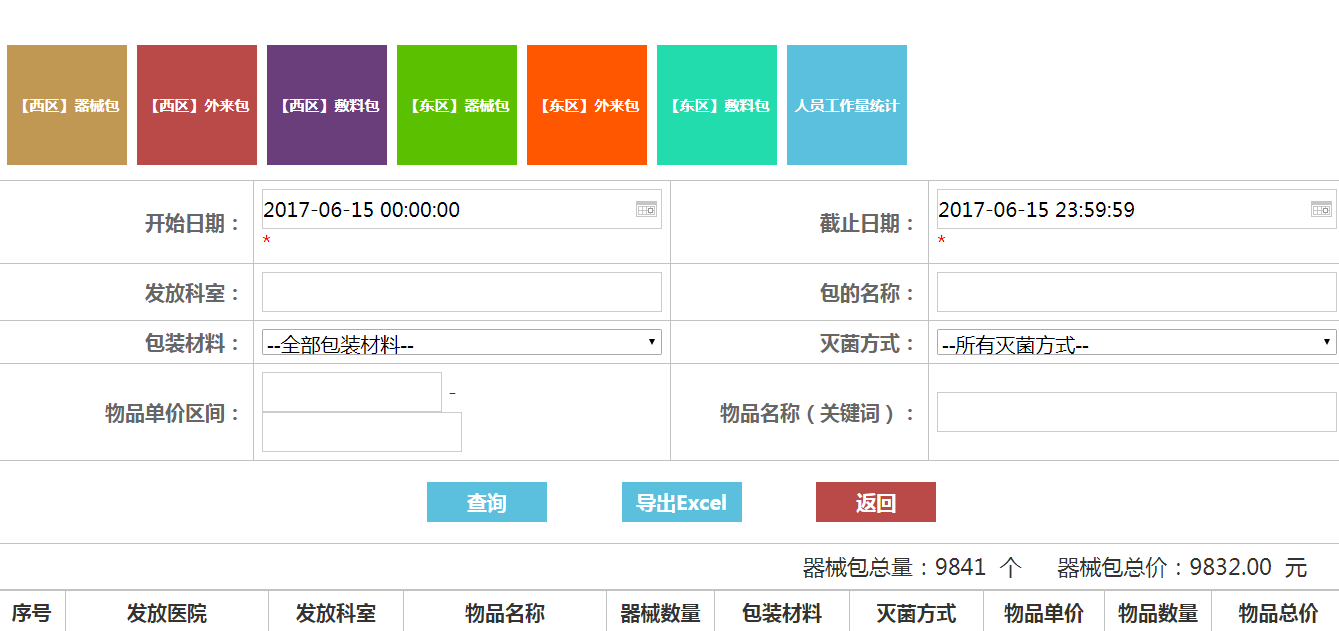 【西区】器械包 【西区】外来包 【西区】敷料包 【东区】器械包 【东区】外来包 【东区】敷料包 人员工作量统计
开始日期： 2017-06-15 00:00:00 截止日期： 2017-06-15 23:59:59
* *
发放科室： 包的名称：
包装材料： --全部包装材料-- 灭菌方式： --所有灭菌方式--
物品单价区间： - 物品名称（关键词）：
查询 导出Excel 返回
器械包总量：9841 个 器械包总价：9832.00 元
序号 发放医院 发放科室 物品名称 器械数量 包装材料 灭菌方式 物品单价 物品数量 物品总价